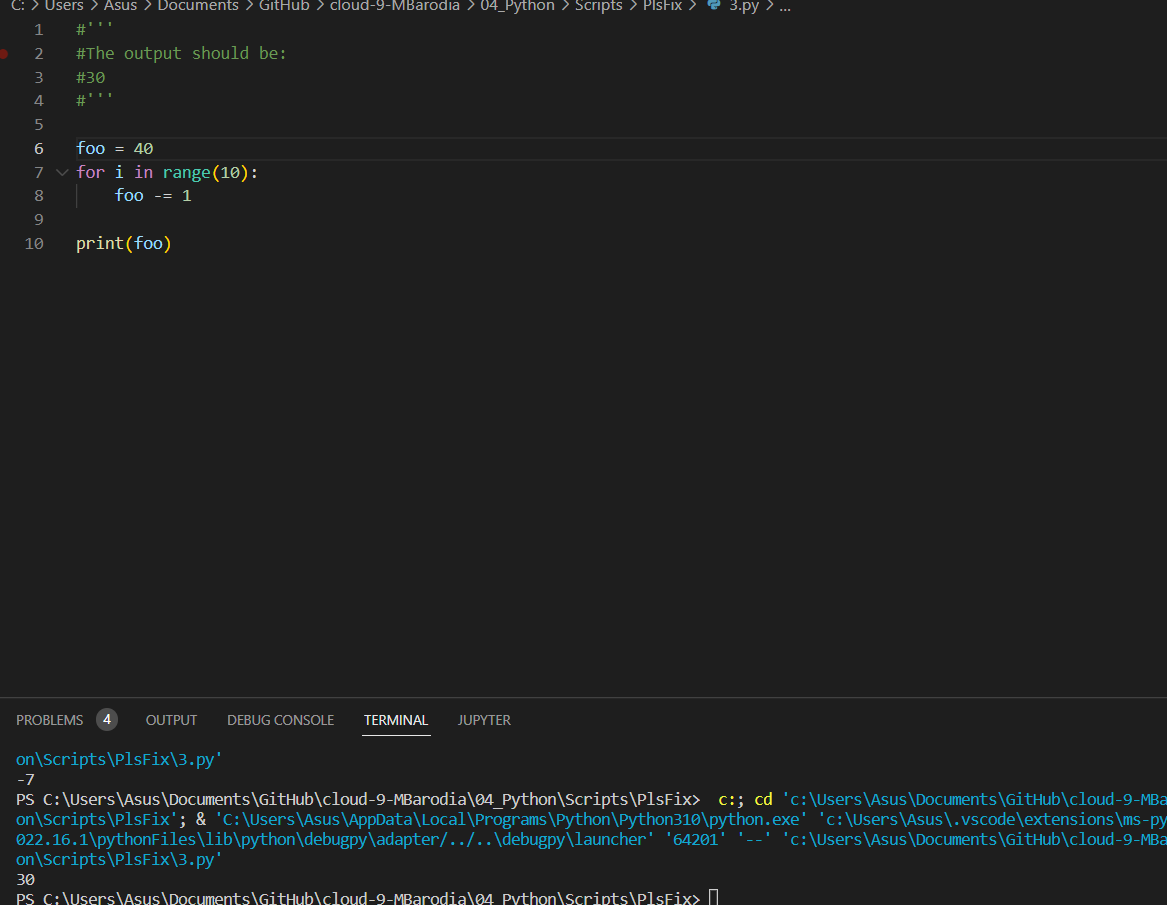 C: > Users > Asus > Documents > GitHub > cloud-9-MBarodia > 04_Python > Scripts > PlsFix > 3.py > ...
1 #'''
2 #The output should be:
3 #30
4 #'''
5
6 foo = 40
7 for i in range(10):
8     foo -= 1
9
10 print(foo)
PROBLEMS 4 OUTPUT DEBUG CONSOLE TERMINAL JUPYTER
on\Scripts\PlsFix\3.py'
-7
PS C:\Users\Asus\Documents\GitHub\cloud-9-MBarodia\04_Python\Scripts\PlsFix>  c:; cd 'c:\Users\Asus\Documents\GitHub\cloud-9-MBa
on\Scripts\PlsFix'; & 'C:\Users\Asus\AppData\Local\Programs\Python\Python310\python.exe' 'c:\Users\Asus\.vscode\extensions\ms-py
022.16.1\pythonFiles\lib\python\debugpy\adapter/../..\debugpy\launcher' '64201' '--' 'c:\Users\Asus\Documents\GitHub\cloud-9-MBa
on\Scripts\PlsFix\3.py'
30
PS C:\Users\Asus\Documents\GitHub\cloud-9-MBarodia\04_Python\Scripts\PlsFix>